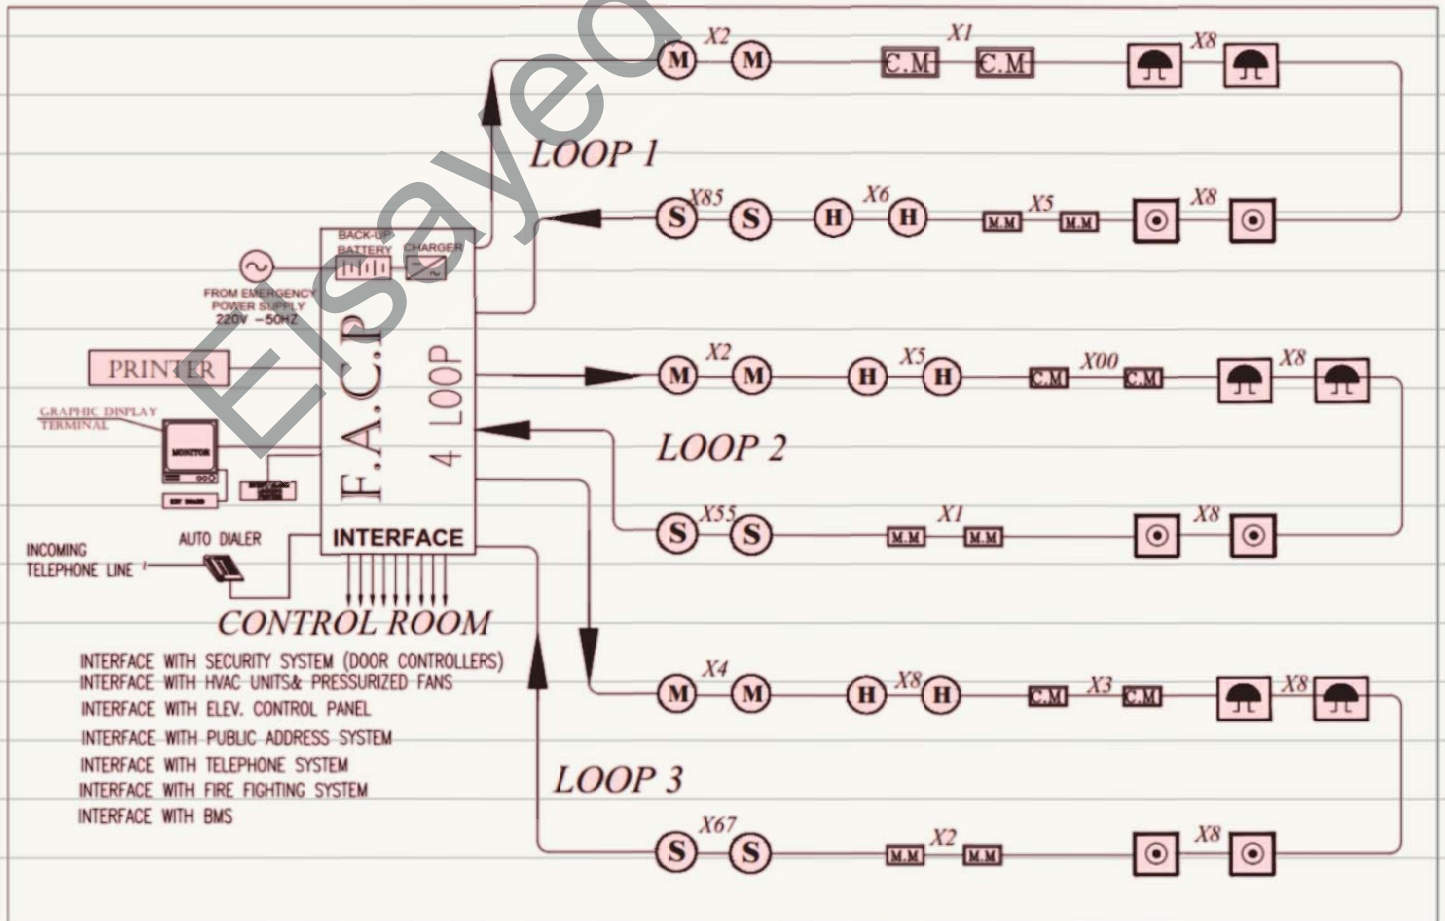 X2
M M
X1
C.M C.M
X8
LOOP 1
X85
S S
X6
H H
X5
M.M M.M
X8
BACK-UP
BATTERY
CHARGER
FROM EMERGENCY
POWER SUPPLY
220V -50HZ
F.A.C.P
4 LOOP
PRINTER
GRAPHIC DISPLAY
TERMINAL
MONITOR
KEY BOARD
INTERFACE
AUTO DIALER
INCOMING
TELEPHONE LINE
CONTROL ROOM
INTERFACE WITH SECURITY SYSTEM (DOOR CONTROLLERS)
INTERFACE WITH HVAC UNITS& PRESSURIZED FANS
INTERFACE WITH ELEV. CONTROL PANEL
INTERFACE WITH PUBLIC ADDRESS SYSTEM
INTERFACE WITH TELEPHONE SYSTEM
INTERFACE WITH FIRE FIGHTING SYSTEM
INTERFACE WITH BMS
X2
M M
X5
H H
X00
C.M C.M
X8
LOOP 2
X55
S S
X1
M.M M.M
X8
X4
M M
X8
H H
X3
C.M C.M
X8
LOOP 3
X67
S S
X2
M.M M.M
X8
Elsayed